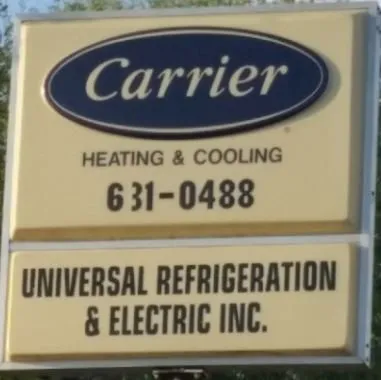 Carrier
HEATING & COOLING
631-0488
UNIVERSAL REFRIGERATION
& ELECTRIC INC.